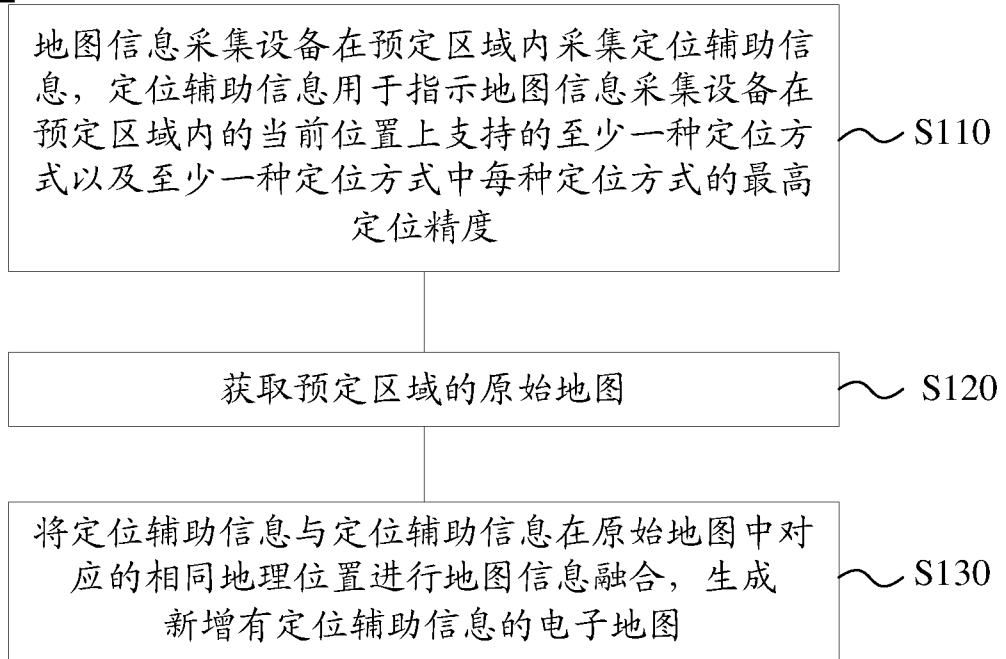 地图信息采集设备在预定区域内采集定位辅助信
息，定位辅助信息用于指示地图信息采集设备在
预定区域内的当前位置上支持的至少一种定位方
式以及至少一种定位方式中每种定位方式的最高
定位精度
S110
获取预定区域的原始地图
S120
将定位辅助信息与定位辅助信息在原始地图中对
应的相同地理位置进行地图信息融合，生成
新增有定位辅助信息的电子地图
S130